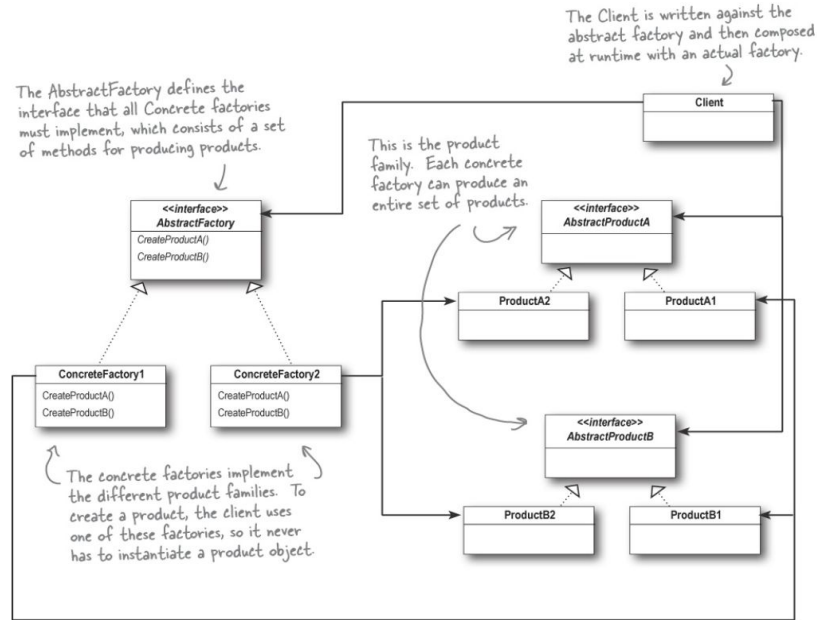 The Client is written against the
abstract factory and then composed
at runtime with an actual factory.
The AbstractFactory defines the
interface that all Concrete factories
must implement, which consists of a set
of methods for producing products.
Client
This is the product
family. Each concrete
factory can produce an
entire set of products.
<<interface>>
AbstractFactory
CreateProductA()
CreateProductB()
<<interface>>
AbstractProductA
ProductA2
ProductA1
ConcreteFactory1
CreateProductA()
CreateProductB()
ConcreteFactory2
CreateProductA()
CreateProductB()
<<interface>>
AbstractProductB
The concrete factories implement
the different product families. To
create a product, the client uses
one of these factories, so it never
has to instantiate a product object.
ProductB2
ProductB1